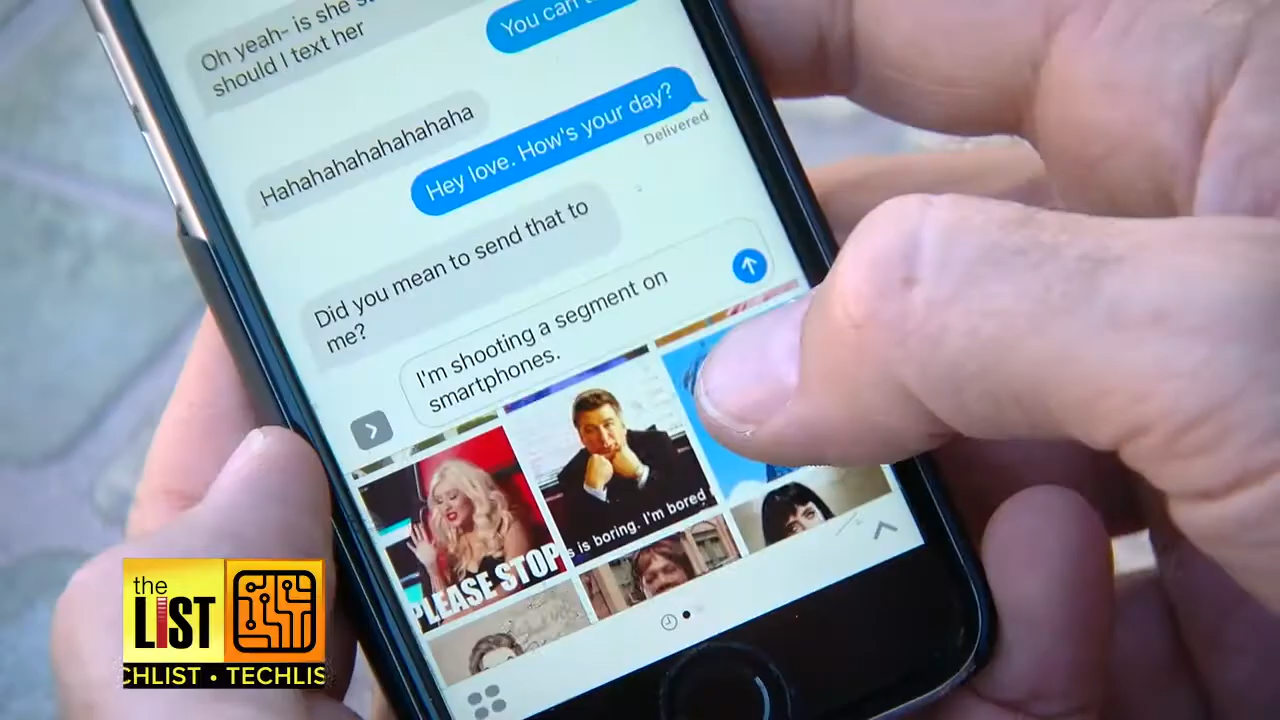 Oh yeah- is she
should I text her
You can
Hahahahahahahaha
Hey love. How's your day?
Delivered
Did you mean to send that to
me?
I'm shooting a segment on
smartphones.
PLEASE STOP
s is boring. I'm bored
the
LIST
CHLIST • TECHLIS